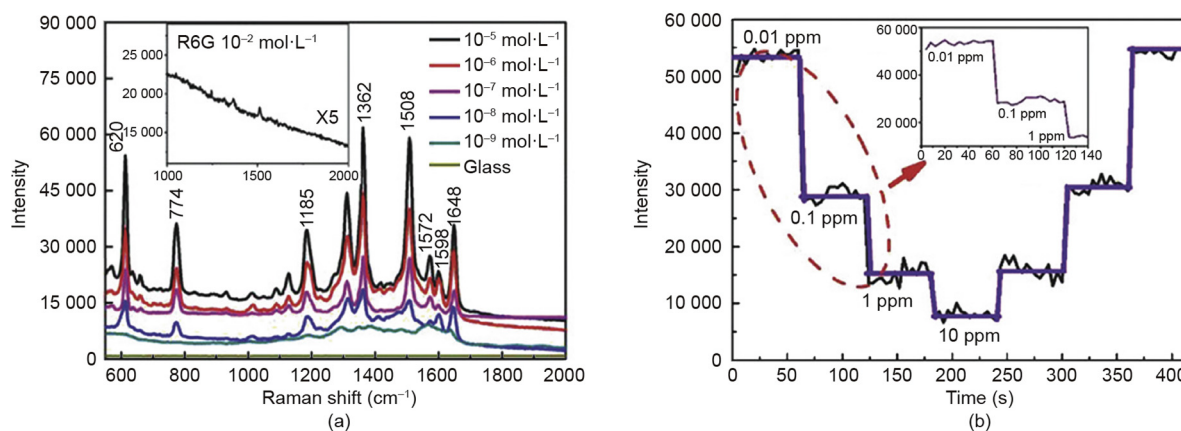 90 000
75 000
60 000
45 000
30 000
15 000
0
Intensity
600
800
1000
1200
1400
1600
1800
2000
Raman shift (cm⁻¹)
(a)
R6G 10⁻² mol·L⁻¹
X5
25 000
22 000
18 000
15 000
1000
1500
2000
10⁻⁵ mol·L⁻¹
10⁻⁶ mol·L⁻¹
10⁻⁷ mol·L⁻¹
10⁻⁸ mol·L⁻¹
10⁻⁹ mol·L⁻¹
Glass
620
774
1185
1362
1508
1572
1598
1648
60 000
50 000
40 000
30 000
20 000
10 000
0
Intensity
0
50
100
150
200
250
300
350
400
Time (s)
(b)
0.01 ppm
0.1 ppm
1 ppm
10 ppm
60 000
40 000
20 000
60 000
0.01 ppm
0.1 ppm
1 ppm
0
20
40
60
80
100
120
140